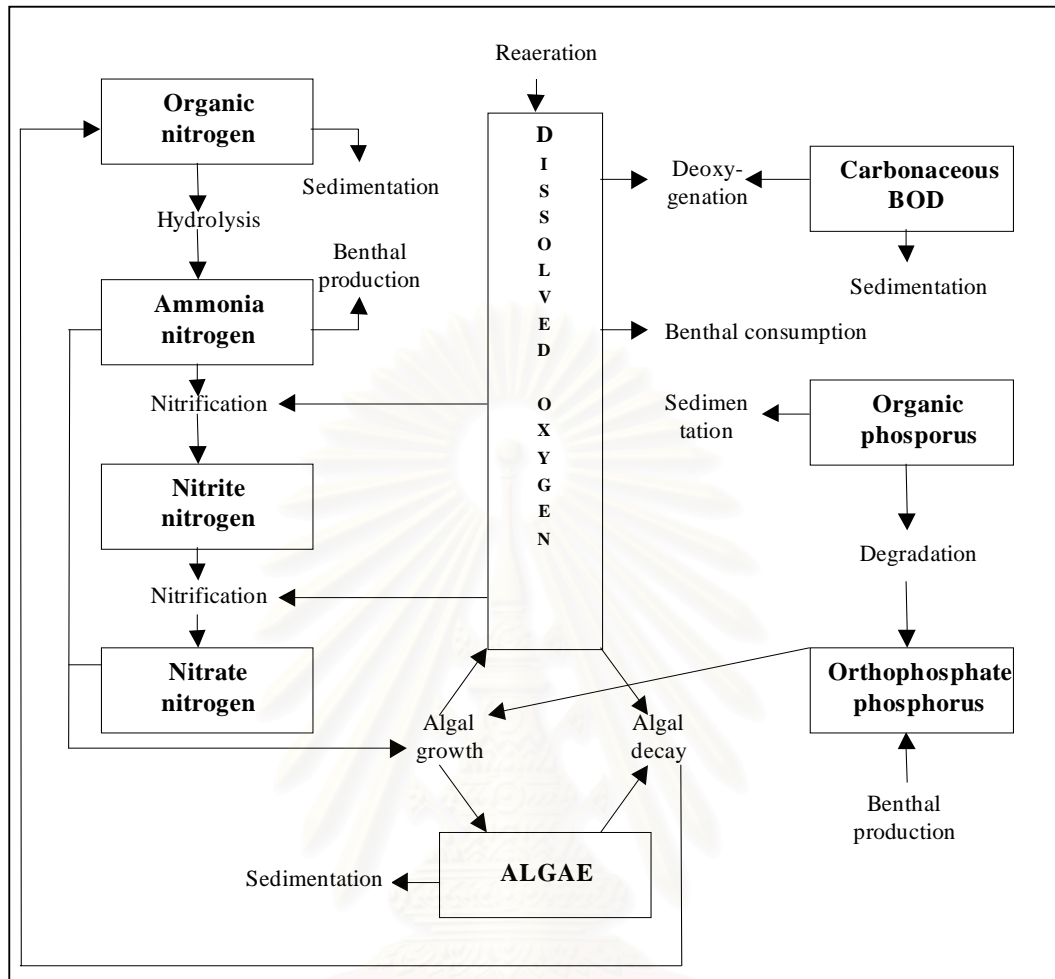 Reaeration
Organic
nitrogen
Sedimentation
Hydrolysis
Benthal
production
Ammonia
nitrogen
Nitrification
Nitrite
nitrogen
Nitrification
Nitrate
nitrogen
D
I
S
S
O
L
V
E
D
O
X
Y
G
E
N
Deoxy-
genation
Carbonaceous
BOD
Sedimentation
Benthal consumption
Sedimen
tation
Organic
phosporus
Degradation
Orthophosphate
phosphorus
Benthal
production
Algal
growth
Algal
decay
Sedimentation
ALGAE